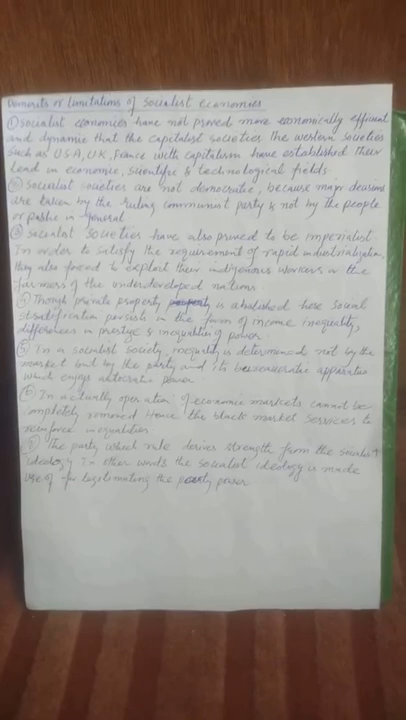 Demerits or Limitations of Socialist economies
① Socialist economies have not proved more economically efficient
and dynamic that the capitalist societies the western societies
such as USA, UK, France with capitalism have established their
lead in economic, scientific & technological fields
② Socialist societies are not democratic, because major decisions
are taken by the ruling communist party & not by the people
or public in general
③ Socialist Societies have also proved to be imperialist
In order to satisfy the requirement of rapid industrialization,
they also forced to exploit their indigenous workers or the
farmers of the underdeveloped nations
④ Though private property is abolished here Social
stratification persists in the form of income inequality,
differences in prestige & inequalities of power.
⑤ In a socialist society, inequality is determined not by the
market but by the party and its beureaucratic apparatus
which enjoys autocratic power
⑥ In actually operation of economic markets cannot be
completely removed Hence the black market services to
reinforce inequalities
⑦ The party which rule derives strength from the socialist
ideology In other words the socialist ideology is made
use of for legitimating the party power